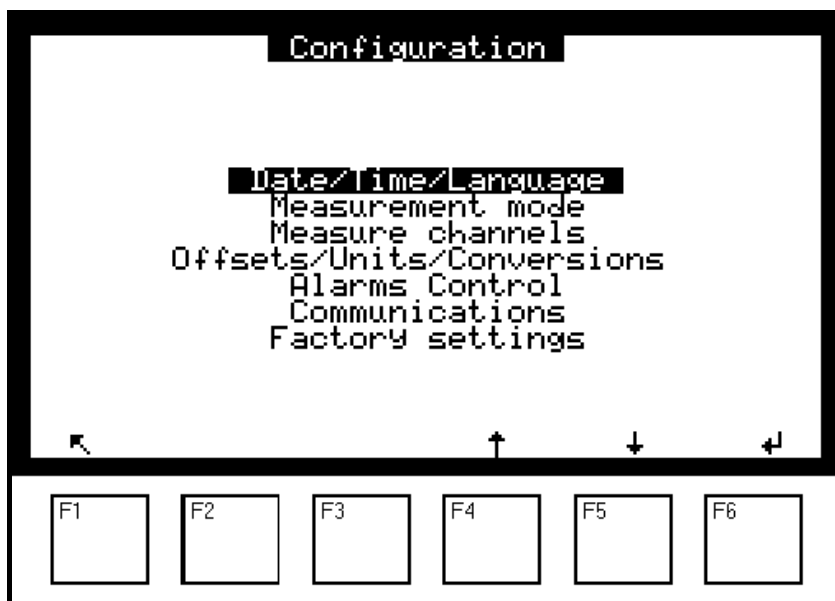 Configuration
Date/Time/Language
Measurement mode
Measure channels
Offsets/Units/Conversions
Alarms Control
Communications
Factory settings
F1 F2 F3 F4 F5 F6